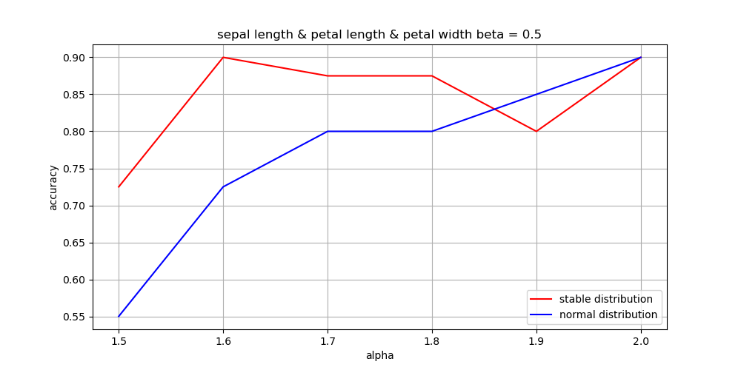 sepal length & petal length & petal width beta = 0.5
0.90
0.85
0.80
0.75
0.70
0.65
0.60
0.55
accuracy
1.5 1.6 1.7 1.8 1.9 2.0
alpha
stable distribution
normal distribution